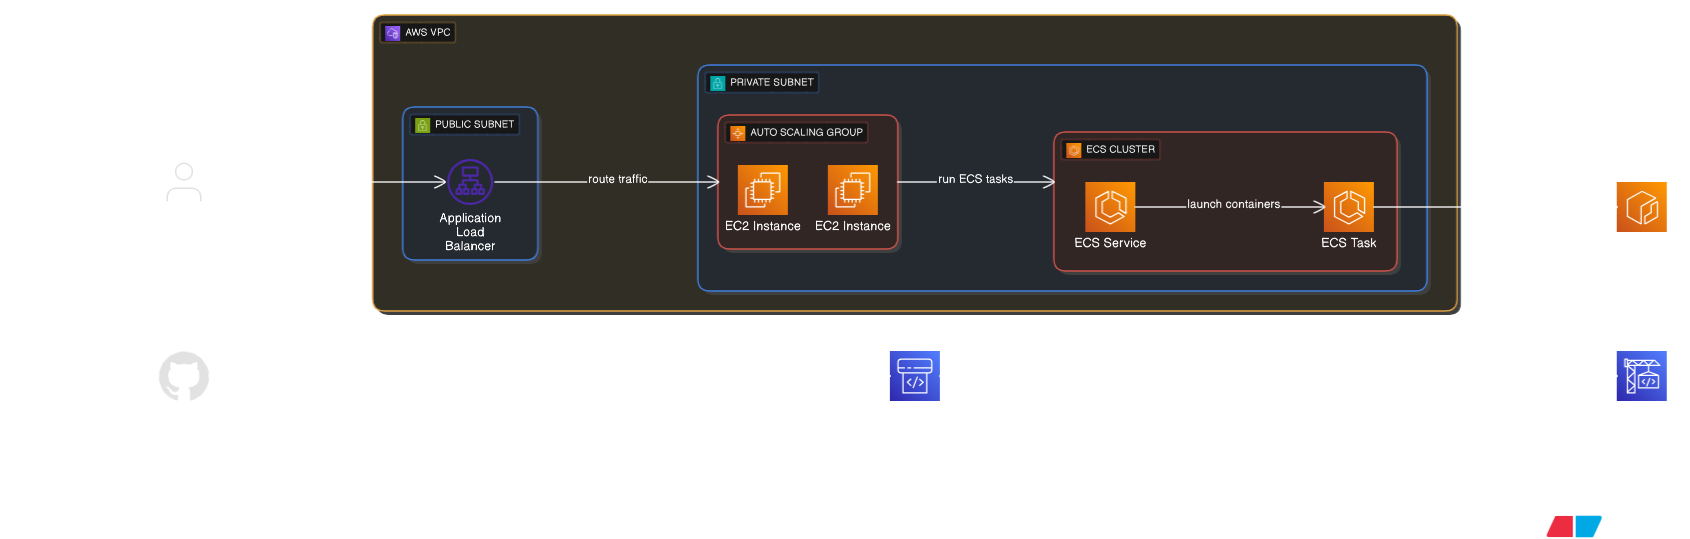 AWS VPC
PRIVATE SUBNET
PUBLIC SUBNET
AUTO SCALING GROUP
ECS CLUSTER
route traffic
run ECS tasks
launch containers
Application
Load
Balancer
EC2 Instance
EC2 Instance
ECS Service
ECS Task